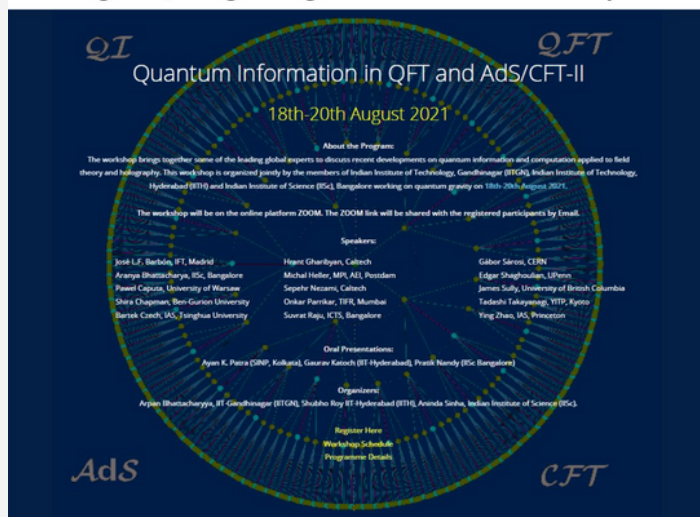 QI
QFT
Quantum Information in QFT and AdS/CFT-II
18th-20th August 2021
About the Program:
The workshop brings together some of the leading global experts to discuss recent developments on quantum information and computation applied to field
theory and holography. This workshop is organized jointly by the members of Indian Institute of Technology, Gandhinagar (IITGN), Indian Institute of Technology,
Hyderabad (IITH) and Indian Institute of Science (IISc), Bangalore working on quantum gravity on 18th-20th August 2021.
The workshop will be on the online platform ZOOM. The ZOOM link will be shared with the registered participants by Email.
Speakers:
José L.F. Barbón, IFT, Madrid
Aranya Bhattacharya, IISc, Bangalore
Pawel Caputa, University of Warsaw
Shira Chapman, Ben-Gurion University
Bartek Czech, IAS, Tsinghua University
Hrant Gharibyan, Caltech
Michal Heller, MPI, AEI, Postdam
Sepehr Nezami, Caltech
Onkar Parrikar, TIFR, Mumbai
Suvrat Raju, ICTS, Bangalore
Gábor Sárosi, CERN
Edgar Shaghoulian, UPenn
James Sully, University of British Columbia
Tadashi Takayanagi, YITP, Kyoto
Ying Zhao, IAS, Princeton
Oral Presentations:
Ayan K. Patra (SINP, Kolkata), Gaurav Katoch (IIT-Hyderabad), Pratik Nandy (IISc Bangalore)
Organizers:
Arpan Bhattacharyya, IIT-Gandhinagar (IITGN), Shubho Roy IIT-Hyderabad (IITH), Aninda Sinha, Indian Institute of Science (IISc).
Register Here
Workshop Schedule
Programme Details
AdS
CFT